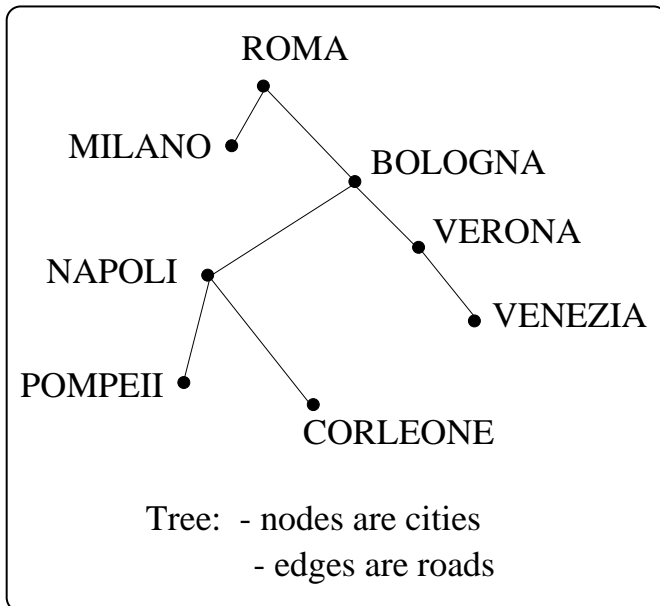 ROMA
MILANO
BOLOGNA
VERONA
NAPOLI
VENEZIA
POMPEII
CORLEONE
Tree: - nodes are cities
- edges are roads